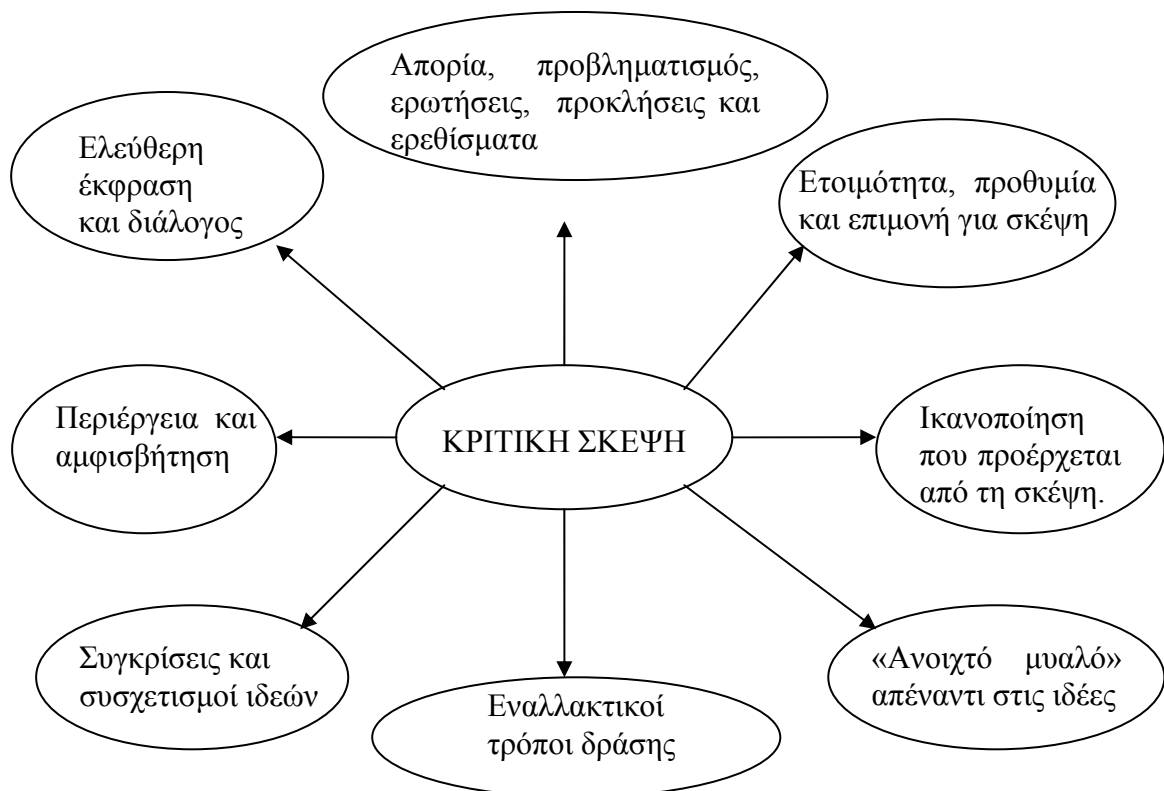 Απορία, προβληματισμός,
ερωτήσεις, προκλήσεις και
ερεθίσματα
Ελεύθερη
έκφραση
και διάλογος
Ετοιμότητα, προθυμία
και επιμονή για σκέψη
Περιέργεια και
αμφισβήτηση
ΚΡΙΤΙΚΗ ΣΚΕΨΗ
Ικανοποίηση
που προέρχεται
από τη σκέψη.
Συγκρίσεις και
συσχετισμοί ιδεών
Εναλλακτικοί
τρόποι δράσης
«Ανοιχτό μυαλό»
απέναντι στις ιδέες